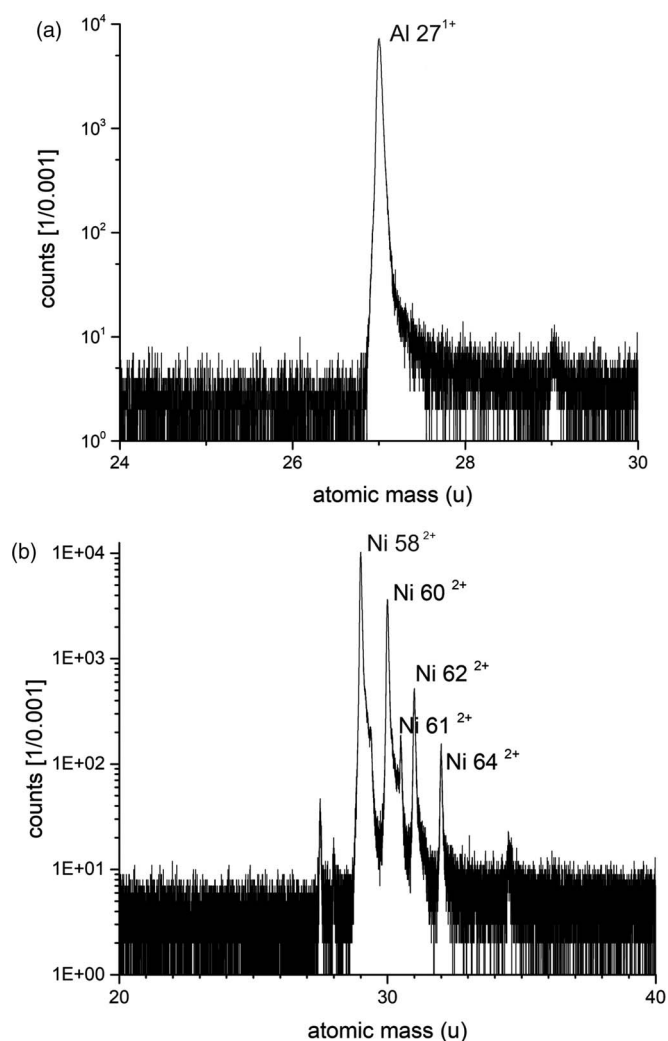 (a)
10⁴
Al 27¹⁺
10³
10²
10¹
10⁰
counts [1/0.001]
24 26 28 30
atomic mass (u)
(b)
1E+04
Ni 58 ²⁺
Ni 60 ²⁺
1E+03
Ni 62 ²⁺
Ni 61 ²⁺
1E+02
Ni 64 ²⁺
1E+01
1E+00
counts [1/0.001]
20 30 40
atomic mass (u)